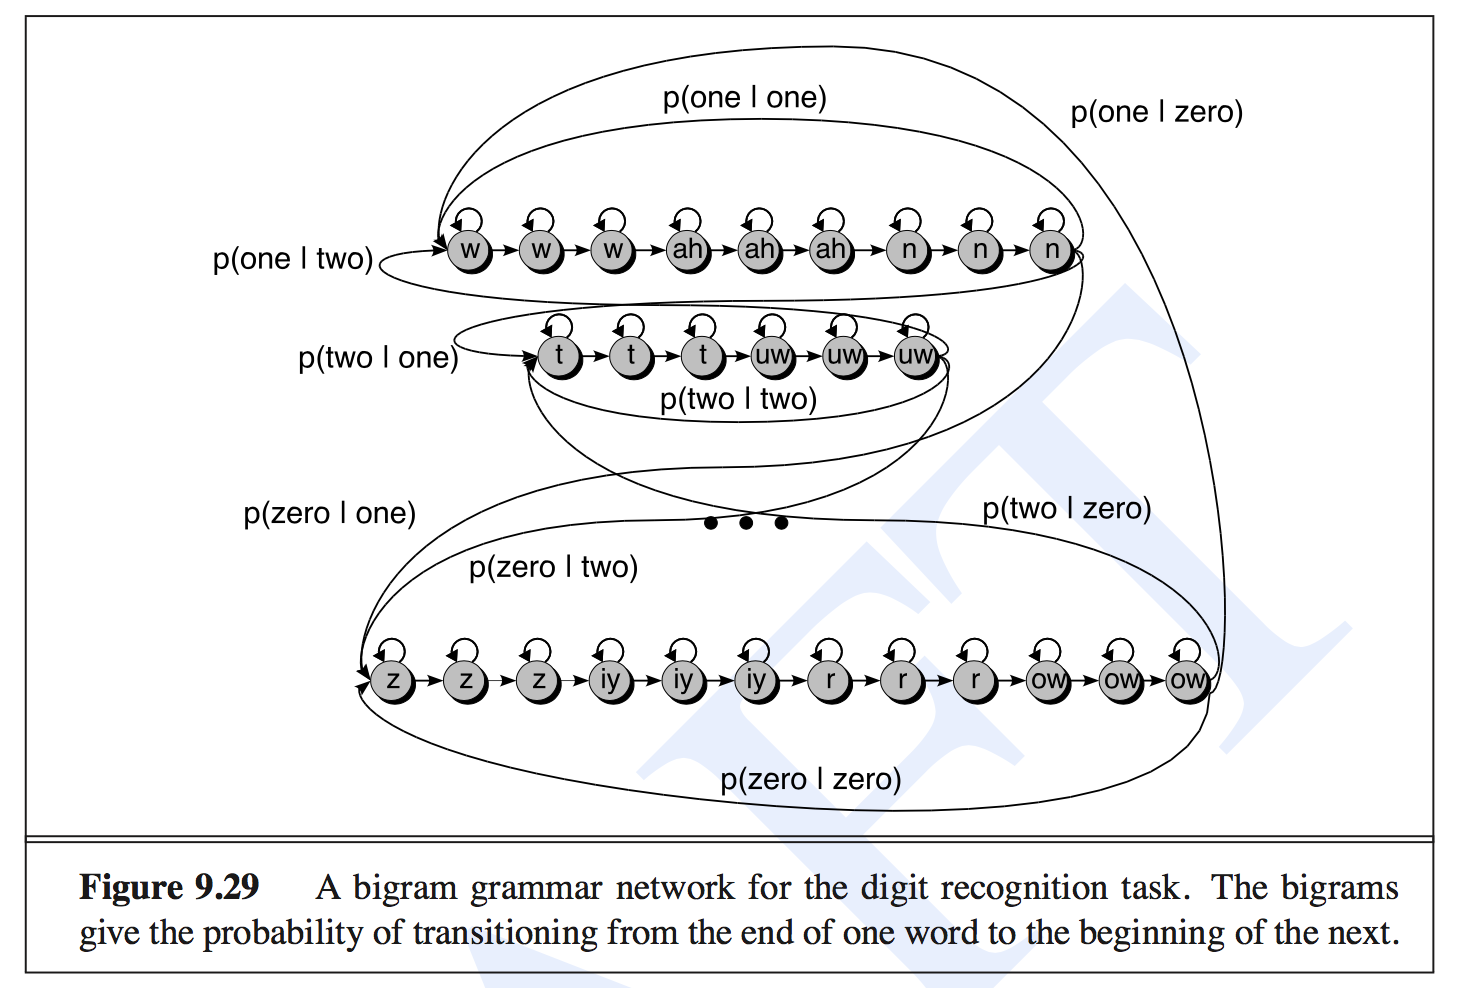 p(one | one)
p(one | zero)
w w w ah ah ah n n n
p(one | two)
t t t uw uw uw
p(two | one)
p(two | two)
p(zero | one)
p(two | zero)
p(zero | two)
z z z iy iy iy r r r ow ow ow
p(zero | zero)
Figure 9.29 A bigram grammar network for the digit recognition task. The bigrams
give the probability of transitioning from the end of one word to the beginning of the next.